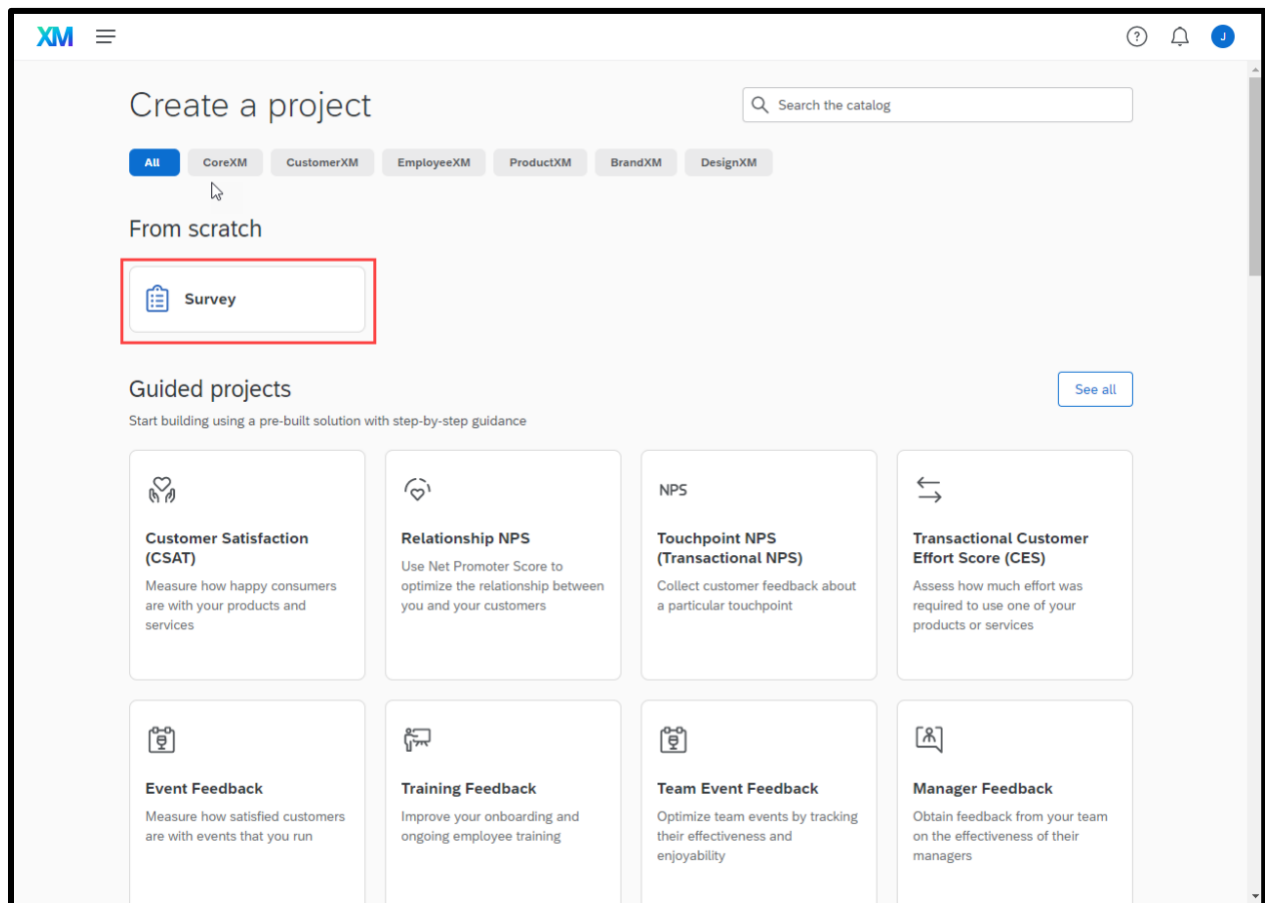 XM
J
Create a project
Search the catalog
All CoreXM CustomerXM EmployeeXM ProductXM BrandXM DesignXM
From scratch
Survey
Guided projects
See all
Start building using a pre-built solution with step-by-step guidance
Customer Satisfaction
(CSAT)
Measure how happy consumers
are with your products and
services
Relationship NPS
Use Net Promoter Score to
optimize the relationship between
you and your customers
NPS
Touchpoint NPS
(Transactional NPS)
Collect customer feedback about
a particular touchpoint
Transactional Customer
Effort Score (CES)
Assess how much effort was
required to use one of your
products or services
Event Feedback
Measure how satisfied customers
are with events that you run
Training Feedback
Improve your onboarding and
ongoing employee training
Team Event Feedback
Optimize team events by tracking
their effectiveness and
enjoyability
Manager Feedback
Obtain feedback from your team
on the effectiveness of their
managers